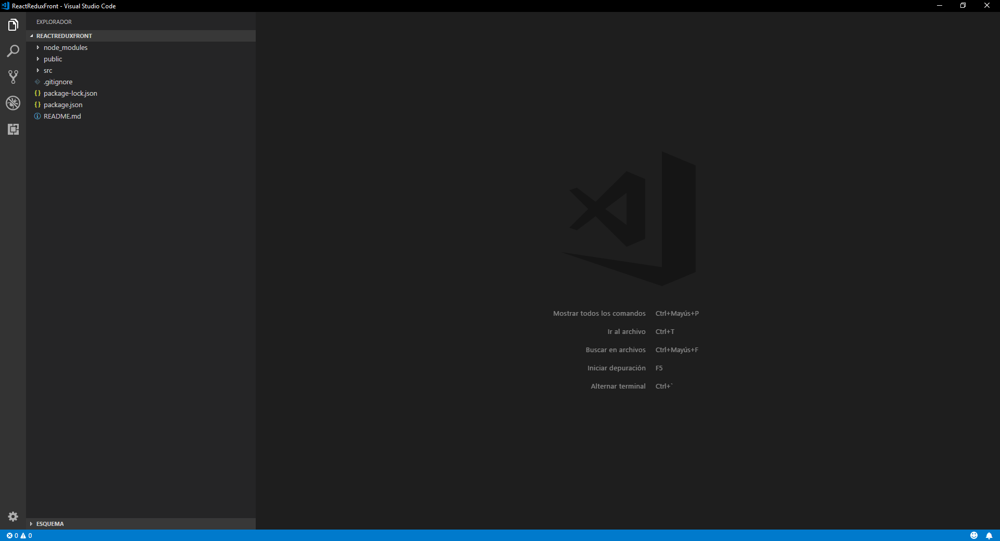 ReactReduxFront - Visual Studio Code
EXPLORADOR
REACTREDUXFRONT
node_modules
public
src
.gitignore
package-lock.json
package.json
README.md
Mostrar todos los comandos Ctrl+Mayús+P
Ir al archivo Ctrl+T
Buscar en archivos Ctrl+Mayús+F
Iniciar depuración F5
Alternar terminal Ctrl+`
ESQUEMA
0 0